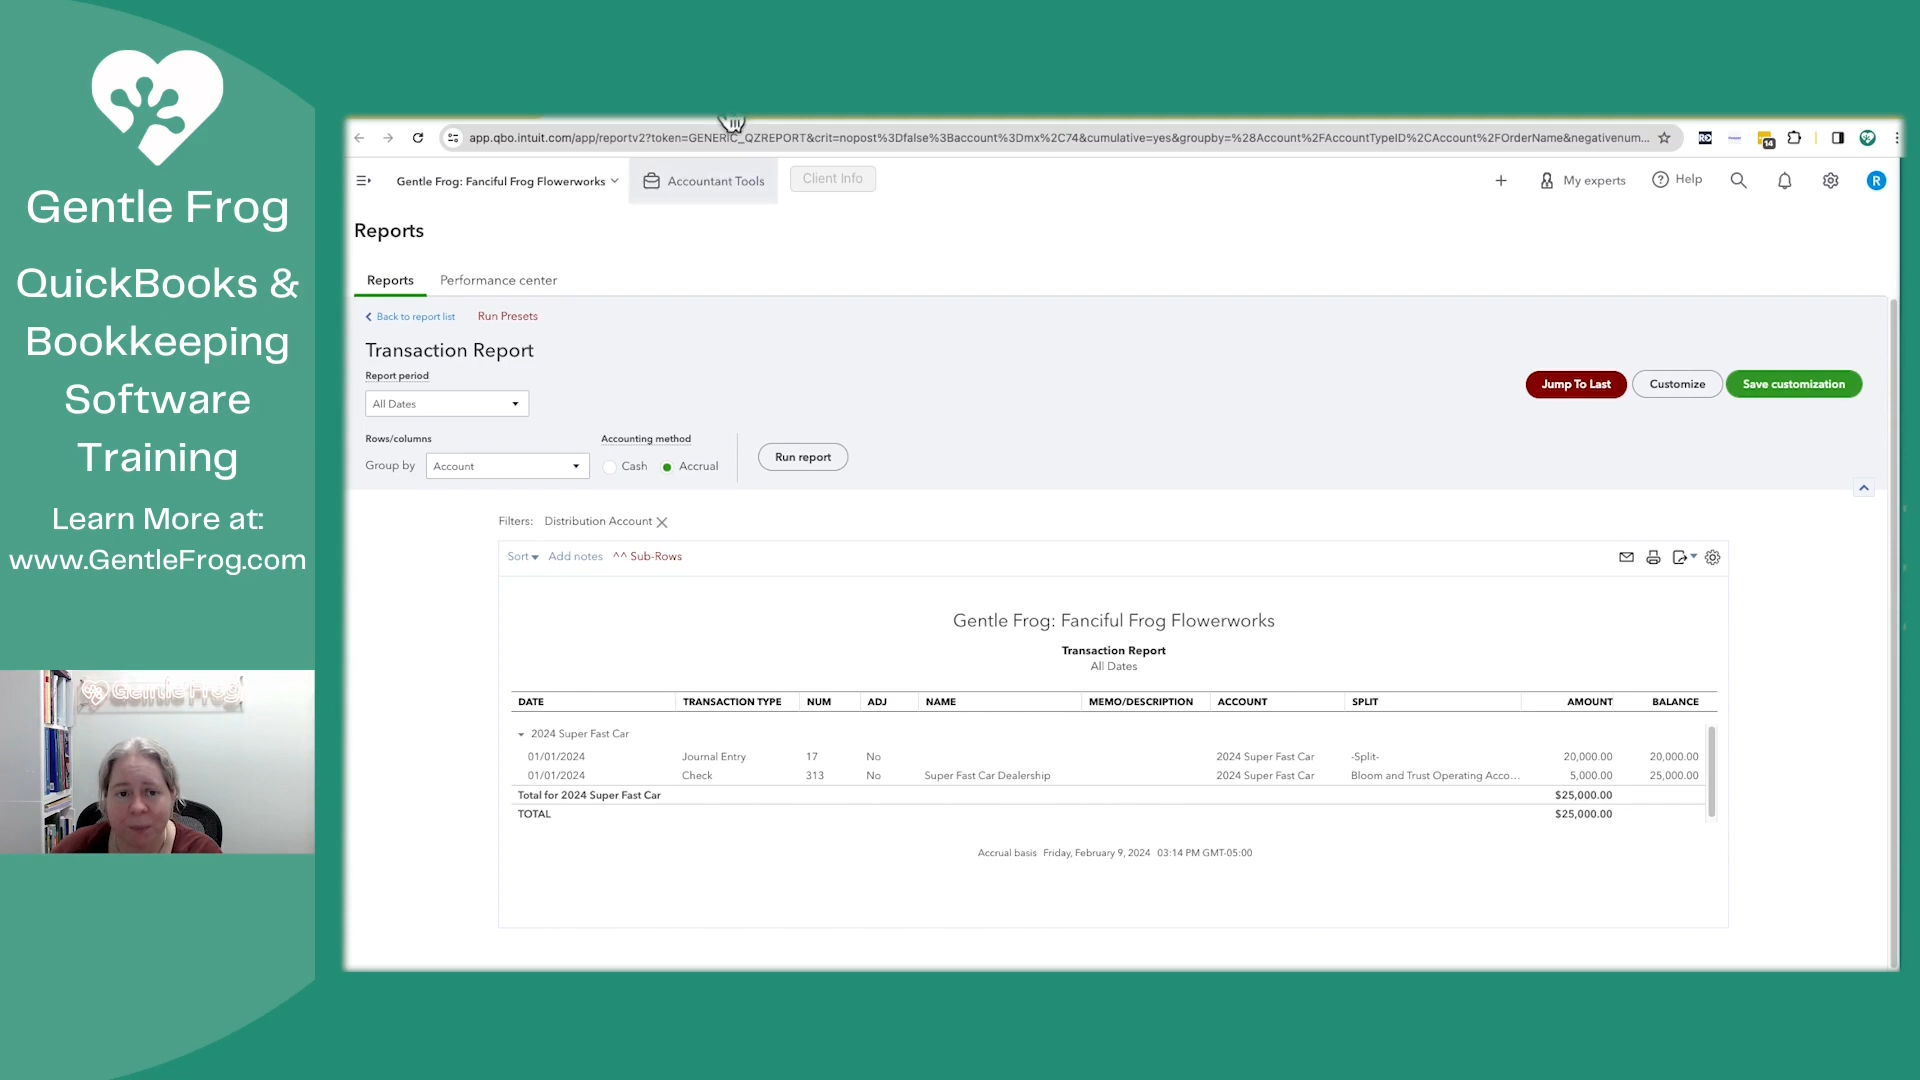 Gentle Frog
QuickBooks &
Bookkeeping
Software
Training
Learn More at:
www.GentleFrog.com
Gentle Frog
app.qbo.intuit.com/app/reportv2?token=GENERIC_QZREPORT&crit=nopost%3Dfalse%3Baccount%3Dmx%2C74&cumulative=yes&groupby=%28Account%2FAccountTypeID%2CAccount%2FOrderName&negativenum...
14
Gentle Frog: Fanciful Frog Flowerworks
Accountant Tools
Client Info
My experts
Help
R
Reports
Reports Performance center
Back to report list Run Presets
Transaction Report
Report period
All Dates
Jump To Last
Customize
Save customization
Rows/columns
Accounting method
Group by Account
Cash Accrual
Run report
Filters: Distribution Account
Sort Add notes ^^ Sub-Rows
Gentle Frog: Fanciful Frog Flowerworks
Transaction Report
All Dates
DATE TRANSACTION TYPE NUM ADJ NAME MEMO/DESCRIPTION ACCOUNT SPLIT AMOUNT BALANCE
2024 Super Fast Car
01/01/2024 Journal Entry 17 No 2024 Super Fast Car -Split- 20,000.00 20,000.00
01/01/2024 Check 313 No Super Fast Car Dealership 2024 Super Fast Car Bloom and Trust Operating Acco... 5,000.00 25,000.00
Total for 2024 Super Fast Car $25,000.00
TOTAL $25,000.00
Accrual basis Friday, February 9, 2024 03:14 PM GMT-05:00